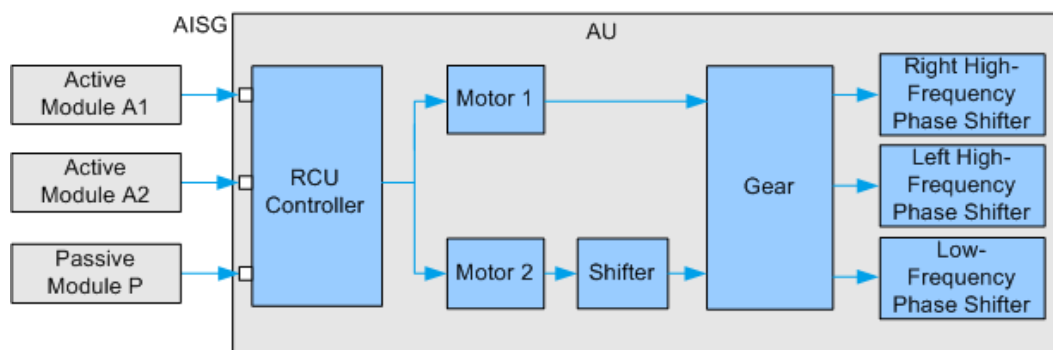 AISG
AU
Active
Module A1
Active
Module A2
Passive
Module P
RCU
Controller
Motor 1
Motor 2
Shifter
Gear
Right High-
Frequency
Phase Shifter
Left High-
Frequency
Phase Shifter
Low-
Frequency
Phase Shifter